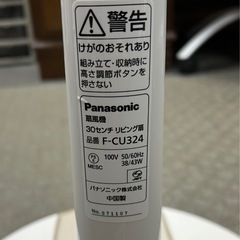 警告
けがのおそれあり
組み立て・収納時に
高さ調節ボタンを
押さない
Panasonic
扇風機
30センチ リビング扇
品番 F-CU324
100V 50/60Hz
38/43W
MESC
パナソニック株式会社
中国製
No.071107